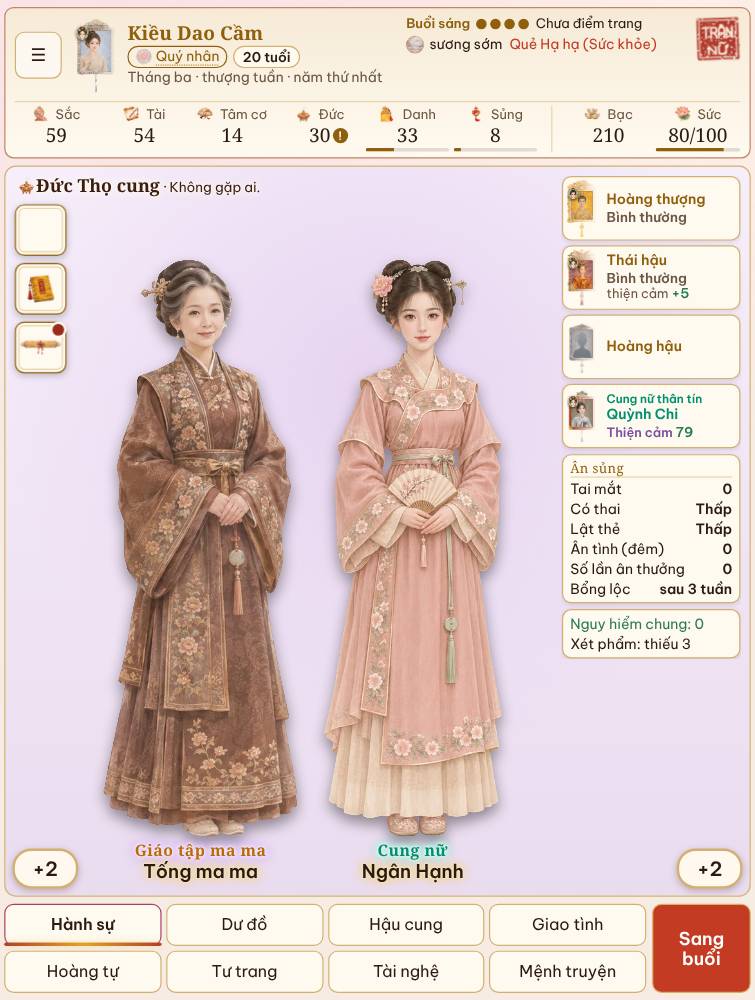 Kiều Dao Cầm
Quý nhân
20 tuổi
Tháng ba · thượng tuần · năm thứ nhất
Buổi sáng
Chưa điểm trang
sương sớm Quẻ Hạ hạ (Sức khỏe)
TRÂM NỮ
Sắc
59
Tài
54
Tâm cơ
14
Đức
30
!
Danh
33
Sủng
8
Bạc
210
Sức
80/100
Đức Thọ cung · Không gặp ai.
Hoàng thượng
Bình thường
Thái hậu
Bình thường
thiện cảm +5
Hoàng hậu
Cung nữ thân tín
Quỳnh Chi
Thiện cảm 79
Ân sủng
Tai mắt 0
Có thai Thấp
Lật thẻ Thấp
Ân tình (đêm) 0
Số lần ân thưởng 0
Bổng lộc sau 3 tuần
Nguy hiểm chung: 0
Xét phẩm: thiếu 3
+2
Giáo tập ma ma
Tống ma ma
Cung nữ
Ngân Hạnh
+2
Hành sự
Dư đồ
Hậu cung
Giao tình
Sang buổi
Hoàng tự
Tư trang
Tài nghệ
Mệnh truyện